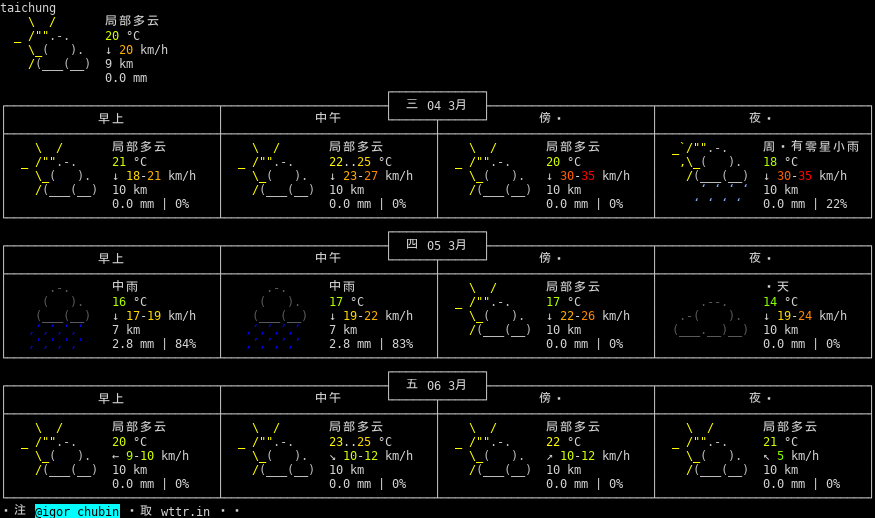 taichung
局部多云
20 °C
↓ 20 km/h
9 km
0.0 mm
三 04 3月
早上 中午 傍・ 夜・
局部多云 局部多云 局部多云 周・有零星小雨
21 °C 22..25 °C 20 °C 18 °C
↓ 18-21 km/h ↓ 23-27 km/h ↓ 30-35 km/h ↓ 30-35 km/h
10 km 10 km 10 km 10 km
0.0 mm | 0% 0.0 mm | 0% 0.0 mm | 0% 0.0 mm | 22%
四 05 3月
早上 中午 傍・ 夜・
中雨 中雨 局部多云 ・天
16 °C 17 °C 17 °C 14 °C
↓ 17-19 km/h ↓ 19-22 km/h ↓ 22-26 km/h ↓ 19-24 km/h
7 km 7 km 10 km 10 km
2.8 mm | 84% 2.8 mm | 83% 0.0 mm | 0% 0.0 mm | 0%
五 06 3月
早上 中午 傍・ 夜・
局部多云 局部多云 局部多云 局部多云
20 °C 23..25 °C 22 °C 21 °C
← 9-10 km/h ↘ 10-12 km/h ↗ 10-12 km/h ↖ 5 km/h
10 km 10 km 10 km 10 km
0.0 mm | 0% 0.0 mm | 0% 0.0 mm | 0% 0.0 mm | 0%
・注 @igor_chubin ・取 wttr.in ・・